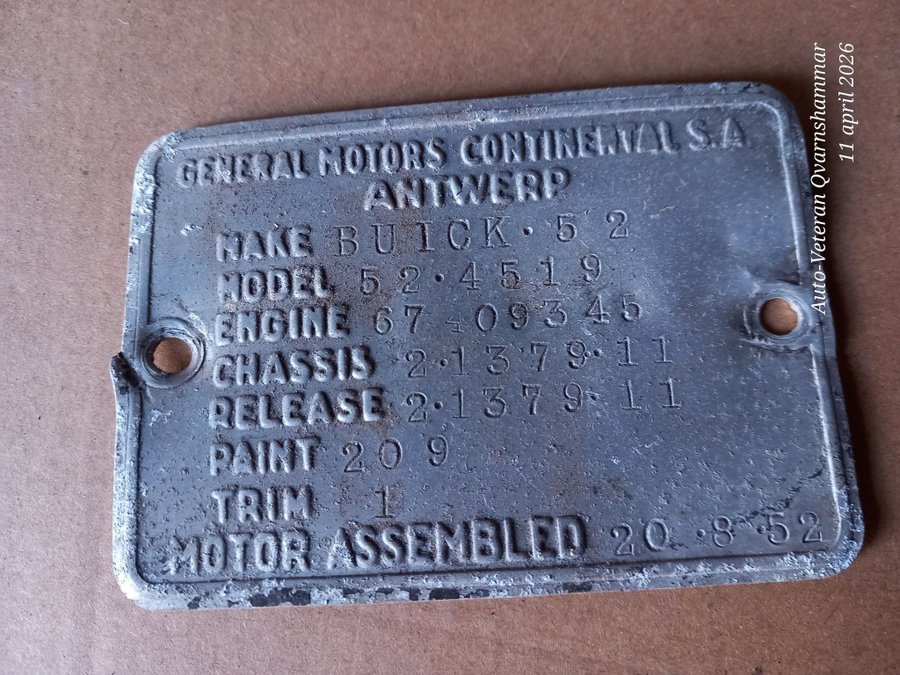 GENERAL MOTORS CONTINENTAL S.A
ANTWERP
MAKE BUICK·52
MODEL 52·4519
ENGINE 67409345
CHASSIS 2·1379·11
RELEASE 2·1379·11
PAINT 209
TRIM 1
MOTOR ASSEMBLED 20·8·52
Auto-Veteran Qvarnshammar
11 april 2026